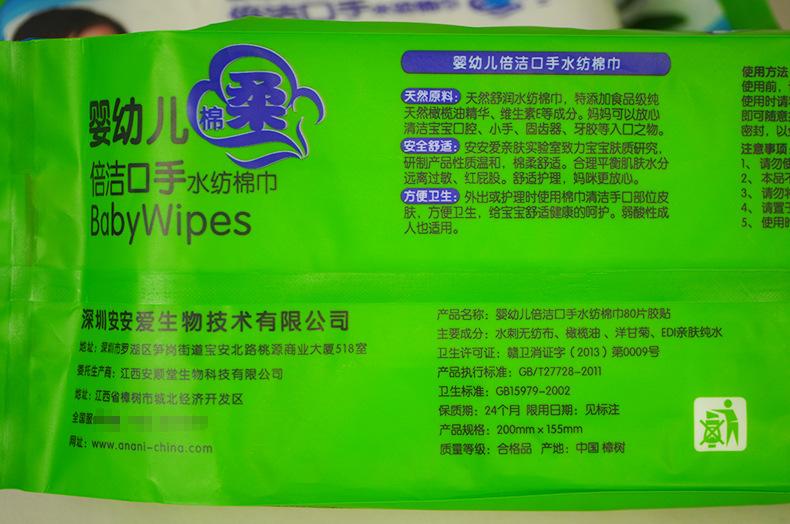 倍洁口手水纺棉巾
婴幼儿
棉柔
倍洁口手水纺棉巾
BabyWipes
婴幼儿倍洁口手水纺棉巾
天然原料：天然舒润水纺棉巾，特添加食品级纯
天然橄榄油精华、维生素E等成分。妈妈可以放心
清洁宝宝口腔、小手、固齿器、牙胶等入口之物。
安全舒适：安安爱亲肤实验室致力宝宝肤质研究，
研制产品性质温和，棉柔舒适。合理平衡肌肤水分
远离过敏、红屁股。舒适护理，妈咪更放心。
方便卫生：外出或护理时使用棉巾清洁手口部位皮
肤，方便卫生，给宝宝舒适健康的呵护。弱酸性成
人也适用。
使用方法
使用前，
使用时请
即可随意
密封，以
注意事项
1、请勿使
2、本品不
3、请勿将
4、请置于
5、使用时
深圳安安爱生物技术有限公司
地址：深圳市罗湖区笋岗街道宝安北路桃源商业大厦518室
委托生产商：江西安顺堂生物科技有限公司
地址：江西省樟树市城北经济开发区
全国服
网址：www.anani-china.com
产品名称：婴幼儿倍洁口手水纺棉巾80片胶贴
主要成分：水刺无纺布、橄榄油、洋甘菊、EDI亲肤纯水
卫生许可证：赣卫消证字（2013）第0009号
产品执行标准：GB/T27728-2011
卫生标准：GB15979-2002
保质期：24个月 限用日期：见标注
产品规格：200mm×155mm
质量等级：合格品 产地：中国 樟树